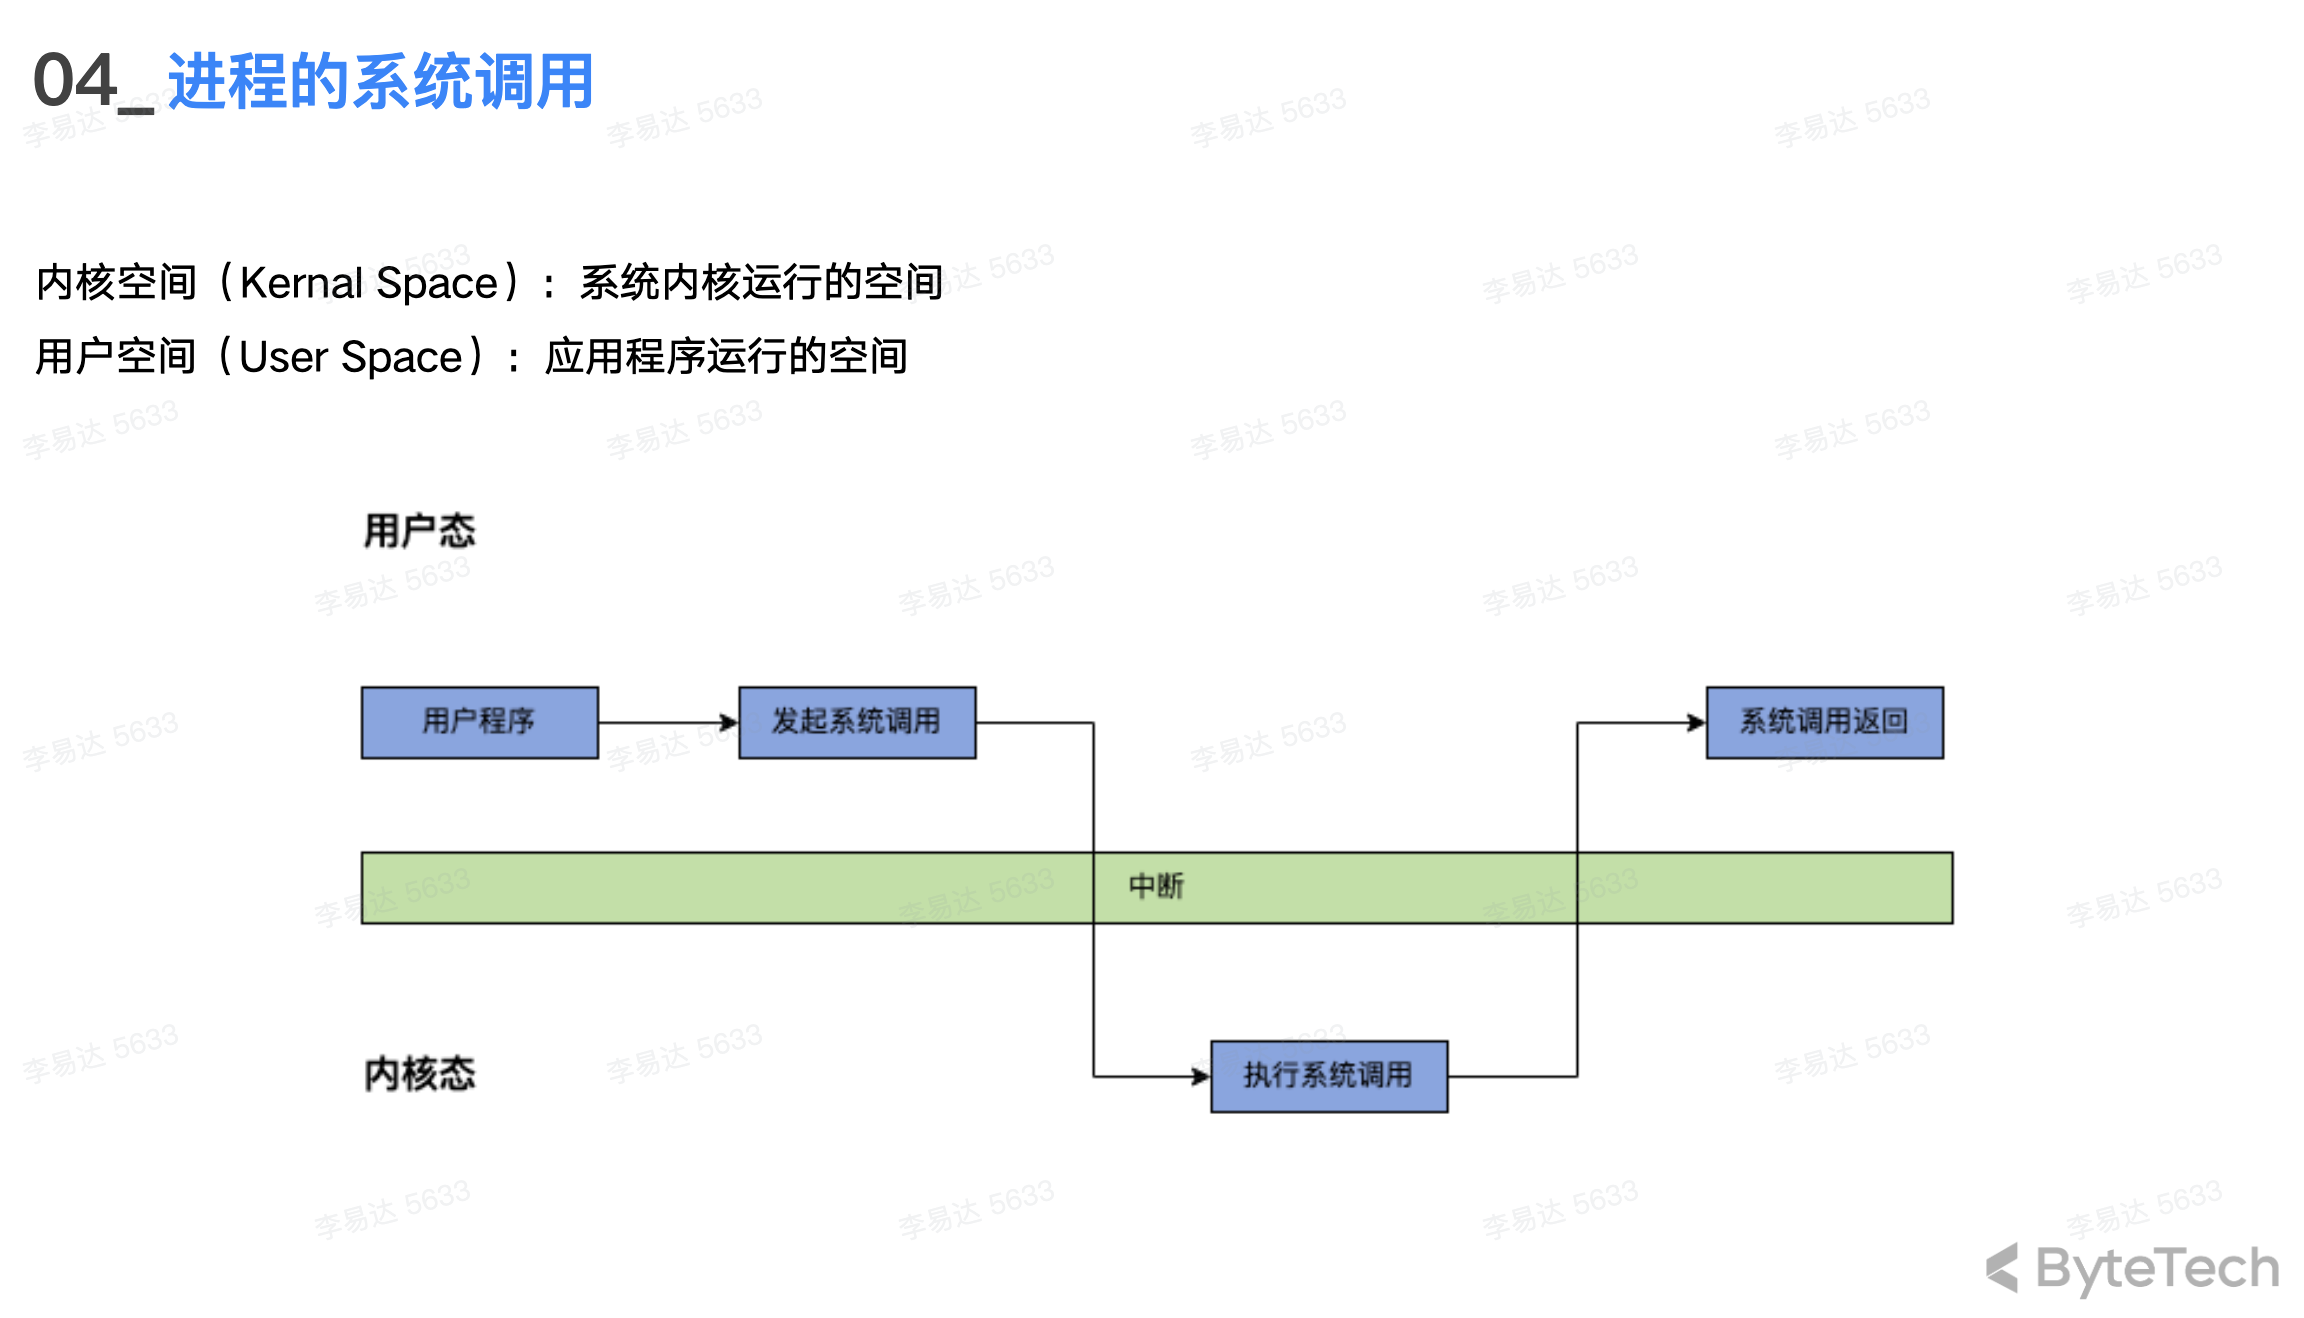 04_ 进程的系统调用
内核空间（Kernal Space）：系统内核运行的空间
用户空间（User Space）：应用程序运行的空间
用户态
用户程序
发起系统调用
系统调用返回
中断
内核态
执行系统调用
ByteTech
李易达 5633